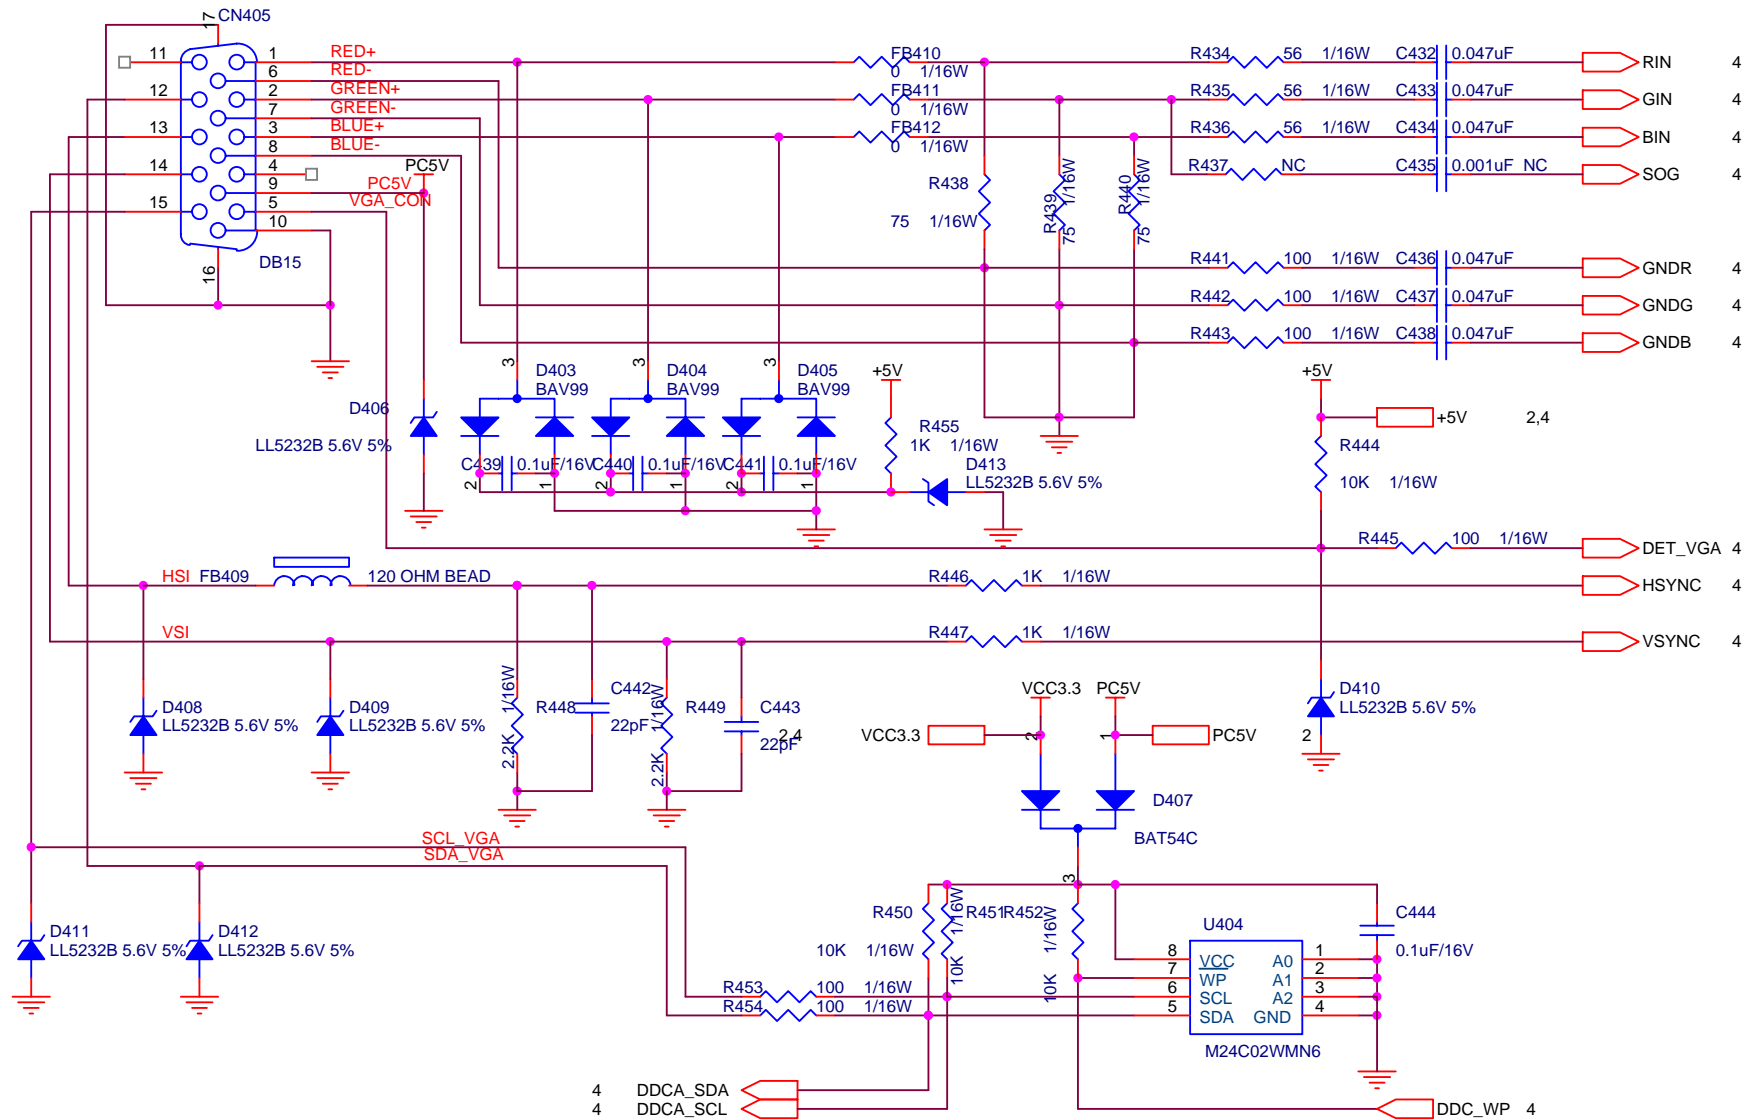 17 CN405
11 1 RED+ FB410 R434 56 1/16W C432 0.047uF RIN 4
6 RED- 0 1/16W
12 2 GREEN+ FB411 R435 56 1/16W C433 0.047uF GIN 4
7 GREEN- 0 1/16W
13 3 BLUE+ FB412 R436 56 1/16W C434 0.047uF BIN 4
8 BLUE- 0 1/16W
14 4 PC5V R437 NC C435 0.001uF NC SOG 4
9 PC5V
VGA_CON
15 5
10
R438
75 1/16W
R439 75 1/16W
R440 75 1/16W
16 DB15
R441 100 1/16W C436 0.047uF GNDR 4
R442 100 1/16W C437 0.047uF GNDG 4
R443 100 1/16W C438 0.047uF GNDB 4
3 D403
BAV99
3 D404
BAV99
3 D405
BAV99
+5V
+5V
D406
LL5232B 5.6V 5%
+5V 2,4
R455
1K 1/16W
R444
10K 1/16W
C439 0.1uF/16V
C440 0.1uF/16V
C441 0.1uF/16V
D413
LL5232B 5.6V 5%
2 1 2 1 2 1
R445 100 1/16W DET_VGA 4
HSI FB409 120 OHM BEAD R446 1K 1/16W HSYNC 4
VSI R447 1K 1/16W VSYNC 4
D408
LL5232B 5.6V 5%
D409
LL5232B 5.6V 5%
2.2K 1/16W
R448
C442
22pF
2.2K 1/16W
R449
C443
22pF
2,4
VCC3.3 PC5V
VCC3.3 2 1 PC5V
D410
LL5232B 5.6V 5%
2
D407
BAT54C
3
SCL_VGA
SDA_VGA
D411
LL5232B 5.6V 5%
D412
LL5232B 5.6V 5%
R450
10K 1/16W
R451
10K 1/16W
R452
10K 1/16W
C444
0.1uF/16V
U404
8 VCC A0 1
7 WP A1 2
6 SCL A2 3
5 SDA GND 4
M24C02WMN6
R453 100 1/16W
R454 100 1/16W
4 DDCA_SDA
4 DDCA_SCL
DDC_WP 4